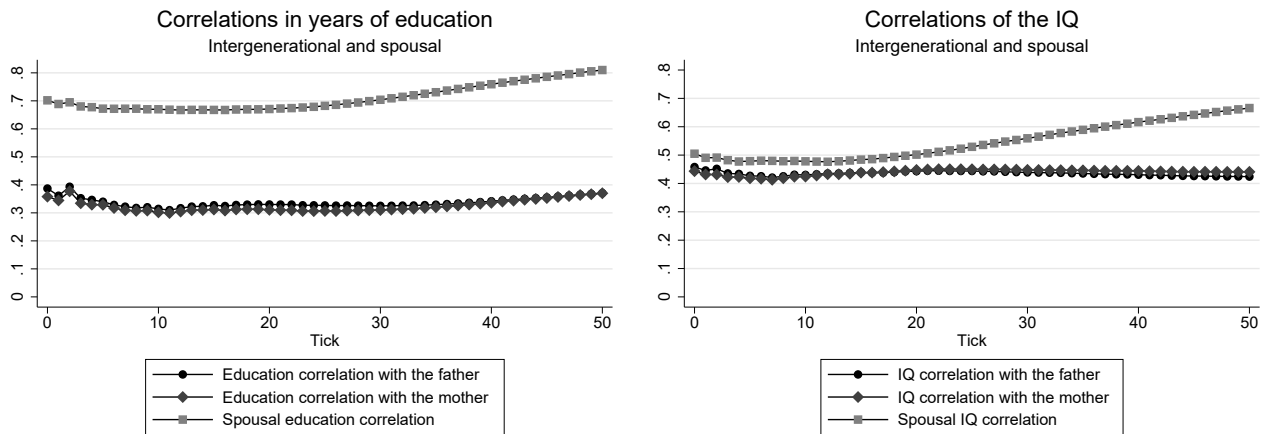 Correlations in years of education
Intergenerational and spousal
.8
.7
.6
.5
.4
.3
.2
.1
0
0 10 20 30 40 50
Tick
Education correlation with the father
Education correlation with the mother
Spousal education correlation
Correlations of the IQ
Intergenerational and spousal
.8
.7
.6
.5
.4
.3
.2
.1
0
0 10 20 30 40 50
Tick
IQ correlation with the father
IQ correlation with the mother
Spousal IQ correlation